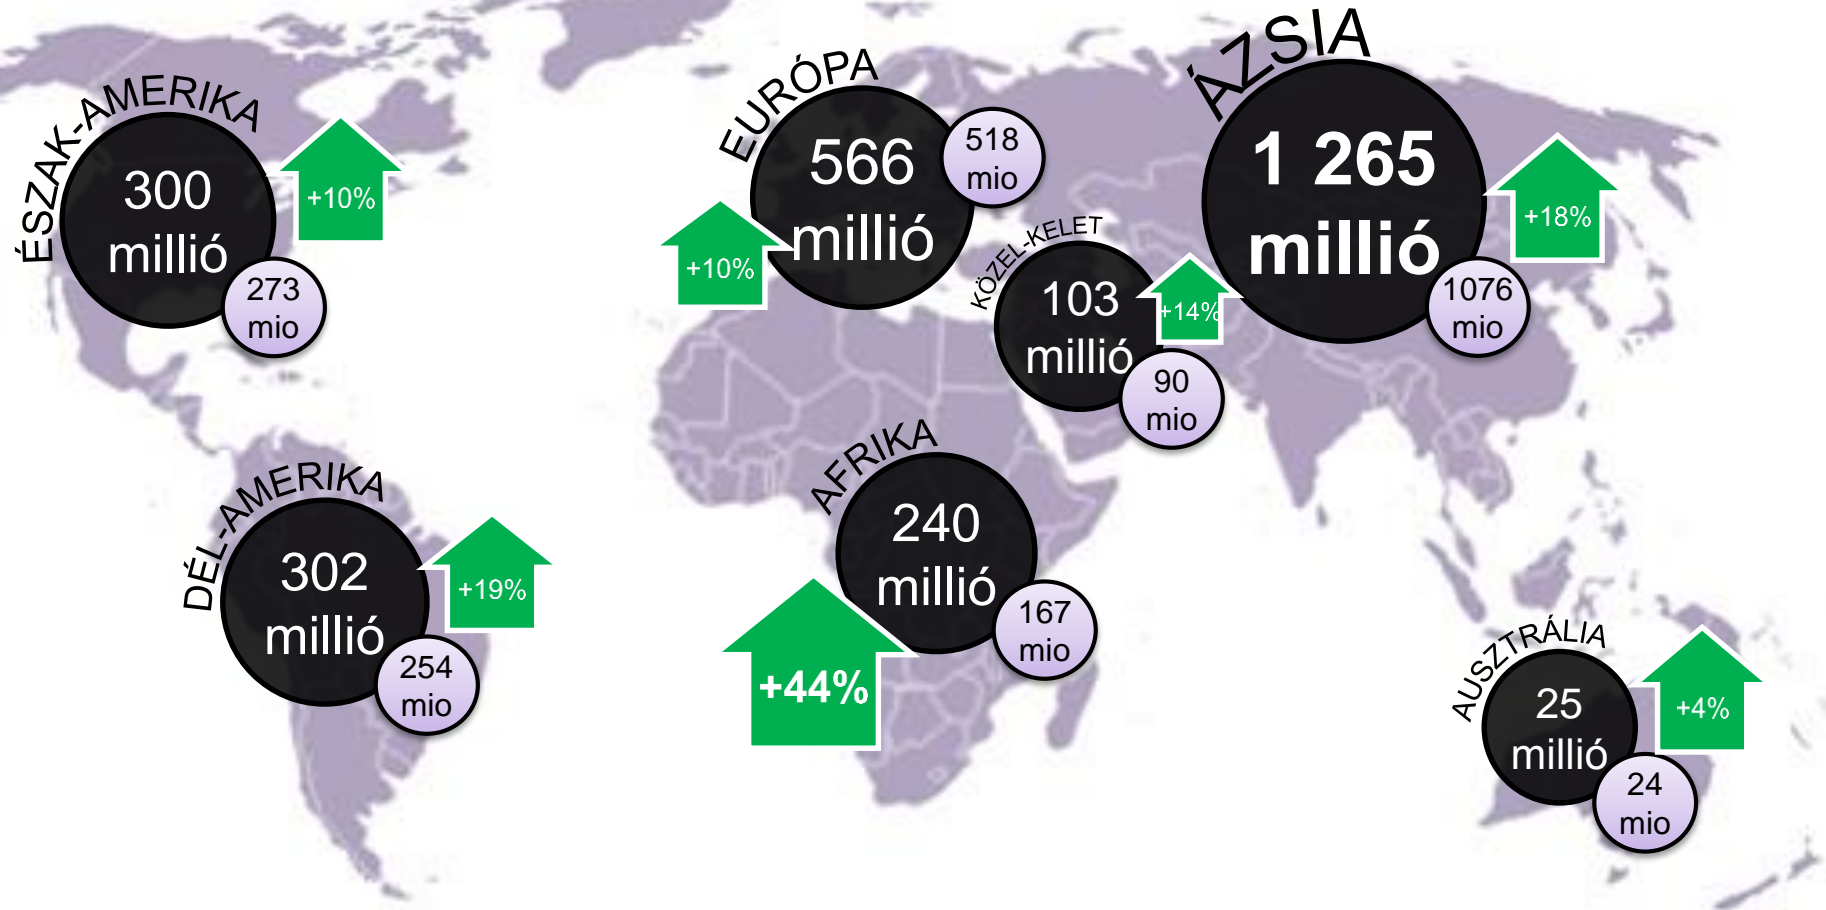 ÉSZAK-AMERIKA
300
millió
+10%
273
mio
EURÓPA
566
millió
518
mio
+10%
KÖZEL-KELET
103
millió
+14%
90
mio
ÁZSIA
1 265
millió
+18%
1076
mio
DÉL-AMERIKA
302
millió
+19%
254
mio
AFRIKA
240
millió
+44%
167
mio
AUSZTRÁLIA
25
millió
+4%
24
mio